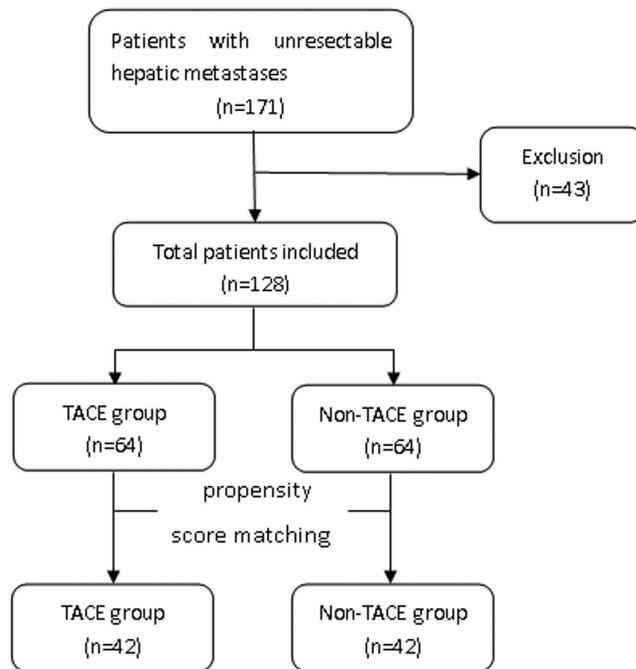 Patients with unresectable
hepatic metastases
(n=171)
Exclusion
(n=43)
Total patients included
(n=128)
TACE group
(n=64)
Non-TACE group
(n=64)
propensity
score matching
TACE group
(n=42)
Non-TACE group
(n=42)